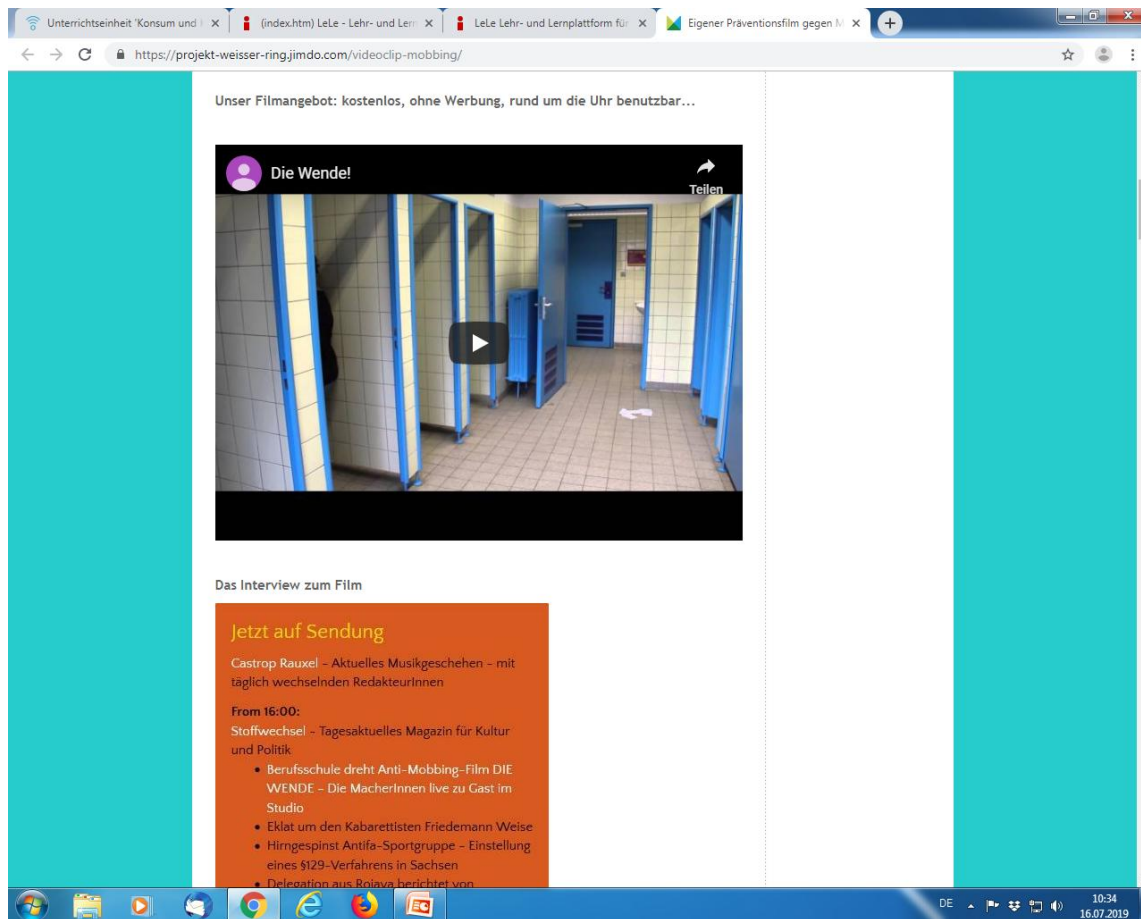 Unterrichtseinheit 'Konsum und
(index.htm) LeLe - Lehr- und Lern
LeLe Lehr- und Lernplattform für
Eigener Präventionsfilm gegen M
https://projekt-weisser-ring.jimdo.com/videoclip-mobbing/
Unser Filmangebot: kostenlos, ohne Werbung, rund um die Uhr benutzbar...
Die Wende!
Teilen
Das Interview zum Film
Jetzt auf Sendung
Castrop Rauxel – Aktuelles Musikgeschehen – mit
täglich wechselnden RedakteurInnen
From 16:00:
Stoffwechsel – Tagesaktuelles Magazin für Kultur
und Politik
• Berufsschule dreht Anti-Mobbing-Film DIE
WENDE – Die MacherInnen live zu Gast im
Studio
• Eklat um den Kabarettisten Friedemann Weise
• Hirngespinst Antifa-Sportgruppe – Einstellung
eines §129-Verfahrens in Sachsen
• Delegation aus Rojava berichtet von
DE
10:34
16.07.2019